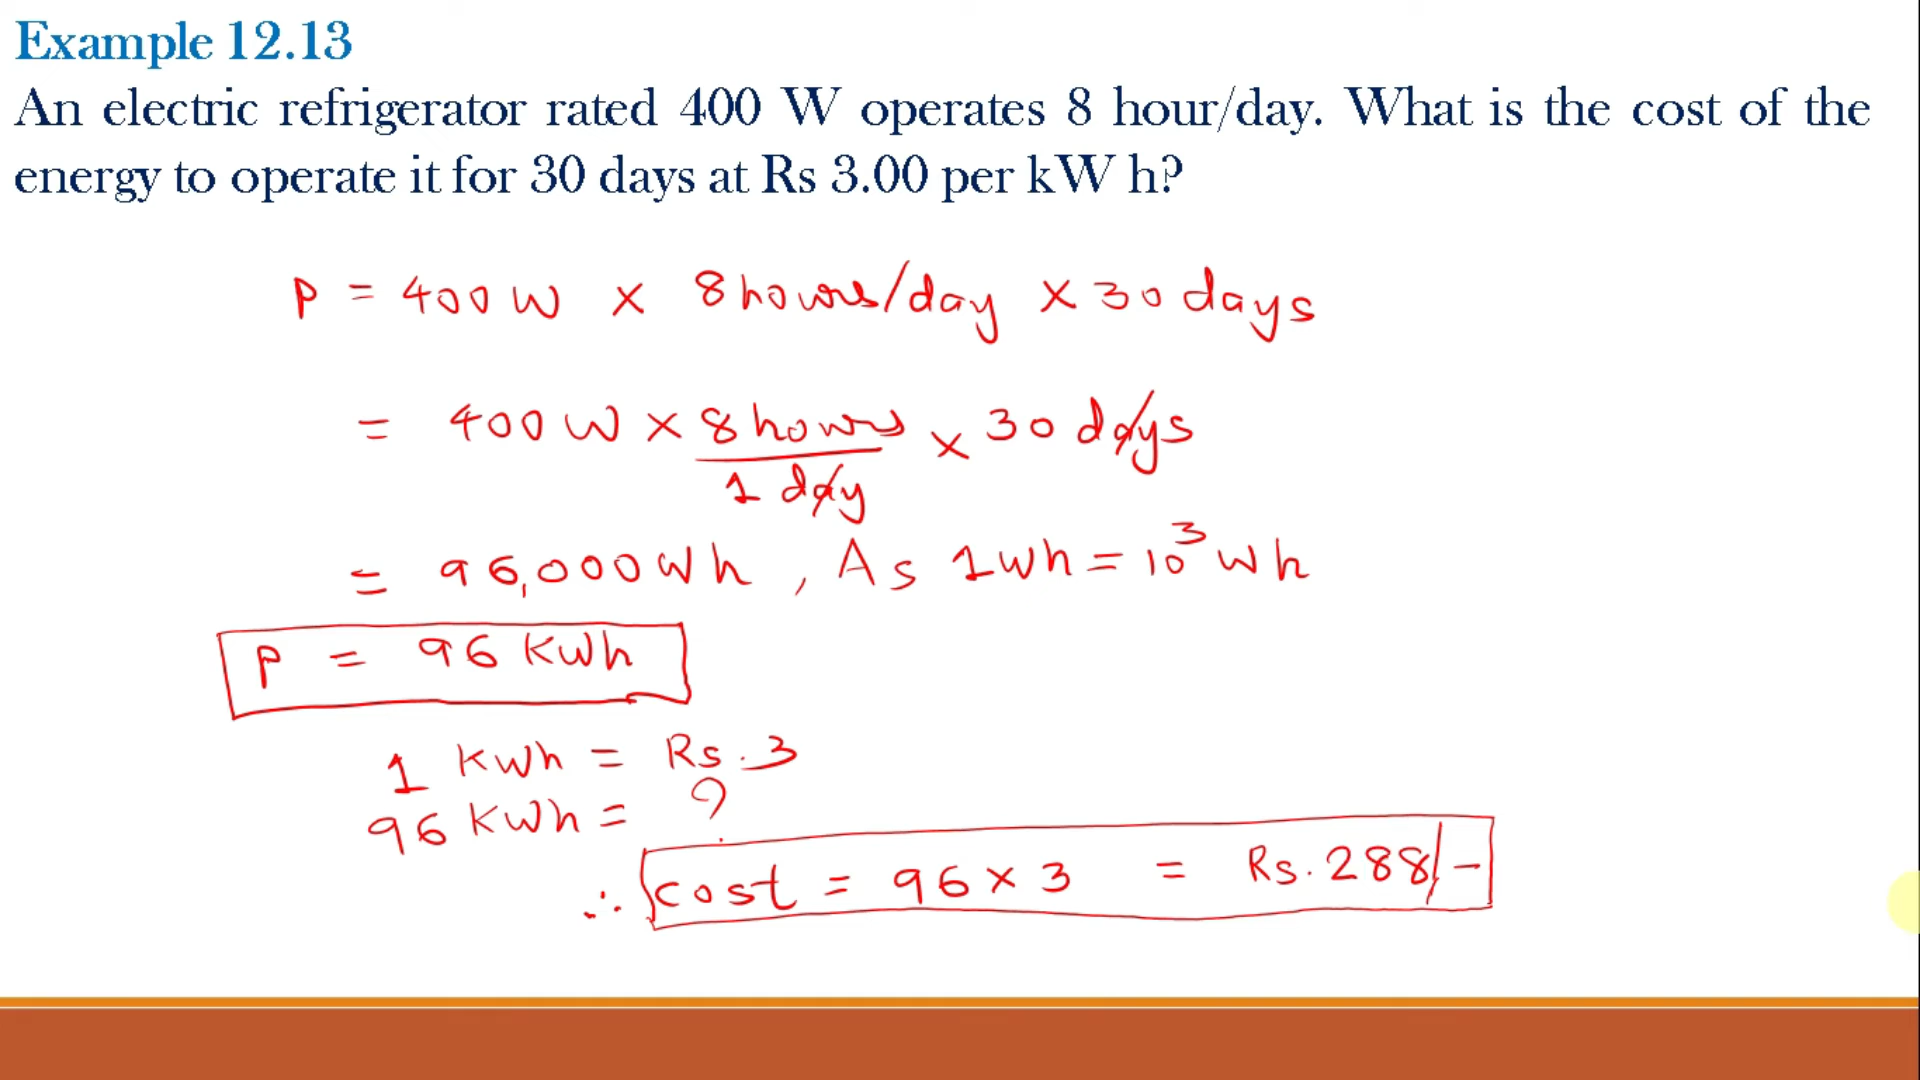 Example 12.13
An electric refrigerator rated 400 W operates 8 hour/day. What is the cost of the
energy to operate it for 30 days at Rs 3.00 per kW h?
P = 400 W × 8 hours/day × 30 days
= 400 W × 8 hours / 1 day × 30 days
= 96,000 Wh , As 1 Wh = 10³ Wh
P = 96 KWh
1 KWh = Rs. 3
96 KWh = ?
∴ Cost = 96 × 3 = Rs. 288/-